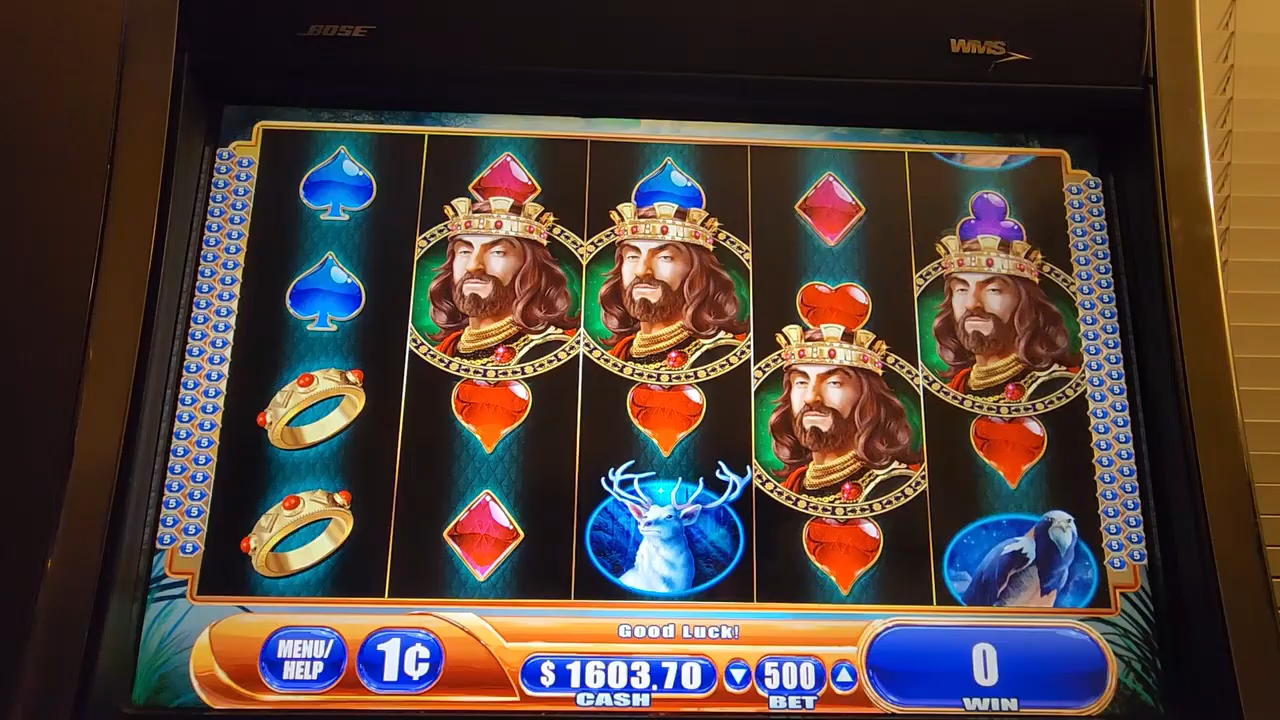 BOSE
WMS
Good Luck!
MENU/
HELP
1¢
$ 1603.70
CASH
500
BET
0
WIN